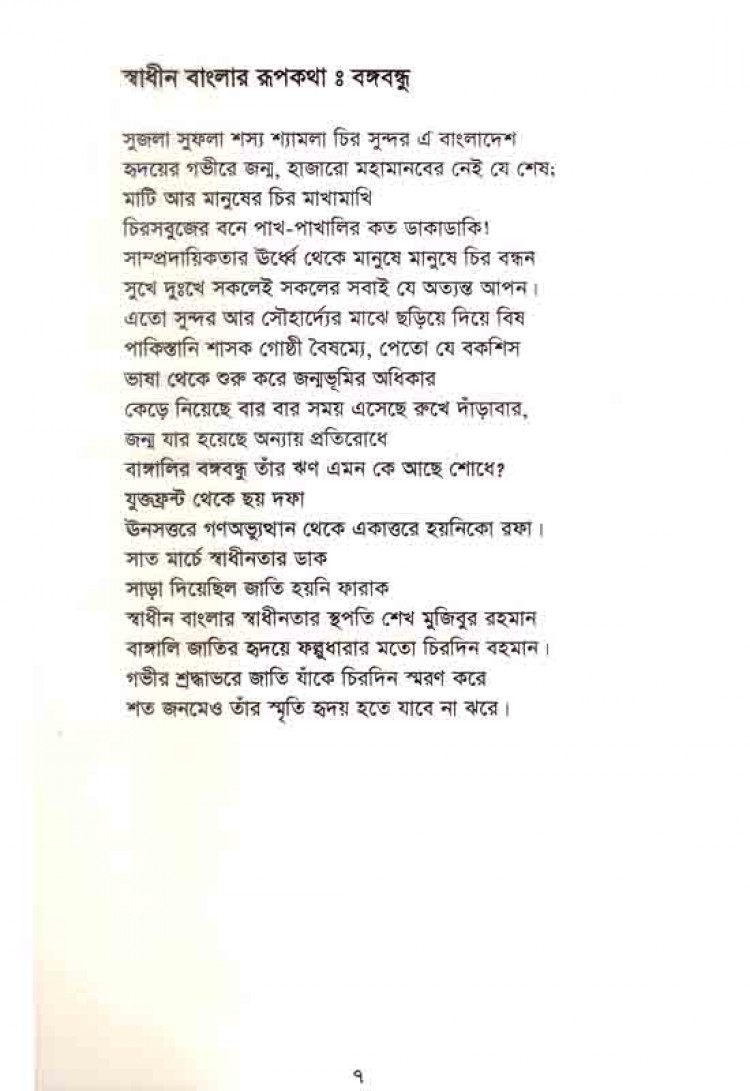 স্বাধীন বাংলার রূপকথা ঃ বঙ্গবন্ধু
সুজলা সুফলা শস্য শ্যামলা চির সুন্দর এ বাংলাদেশ
হৃদয়ের গভীরে জন্ম, হাজারো মহামানবের নেই যে শেষ;
মাটি আর মানুষের চির মাখামাখি
চিরসবুজের বনে পাখ-পাখালির কত ডাকাডাকি!
সাম্প্রদায়িকতার ঊর্ধ্বে থেকে মানুষে মানুষে চির বন্ধন
সুখে দুঃখে সকলেই সকলের সবাই যে অত্যন্ত আপন।
এতো সুন্দর আর সৌহার্দ্যের মাঝে ছড়িয়ে দিয়ে বিষ
পাকিস্তানি শাসক গোষ্ঠী বৈষম্যে, পেতো যে বকশিস
ভাষা থেকে শুরু করে জন্মভূমির অধিকার
কেড়ে নিয়েছে বার বার সময় এসেছে রুখে দাঁড়াবার,
জন্ম যার হয়েছে অন্যায় প্রতিরোধে
বাঙ্গালির বঙ্গবন্ধু তাঁর ঋণ এমন কে আছে শোধে?
যুক্তফ্রন্ট থেকে ছয় দফা
ঊনসত্তরে গণঅভ্যুত্থান থেকে একাত্তরে হয়নিকো রফা।
সাত মার্চে স্বাধীনতার ডাক
সাড়া দিয়েছিল জাতি হয়নি ফারাক
স্বাধীন বাংলার স্বাধীনতার স্থপতি শেখ মুজিবুর রহমান
বাঙ্গালি জাতির হৃদয়ে ফল্গুধারার মতো চিরদিন বহমান।
গভীর শ্রদ্ধাভরে জাতি যাঁকে চিরদিন স্মরণ করে
শত জনমেও তাঁর স্মৃতি হৃদয় হতে যাবে না ঝরে।
৭